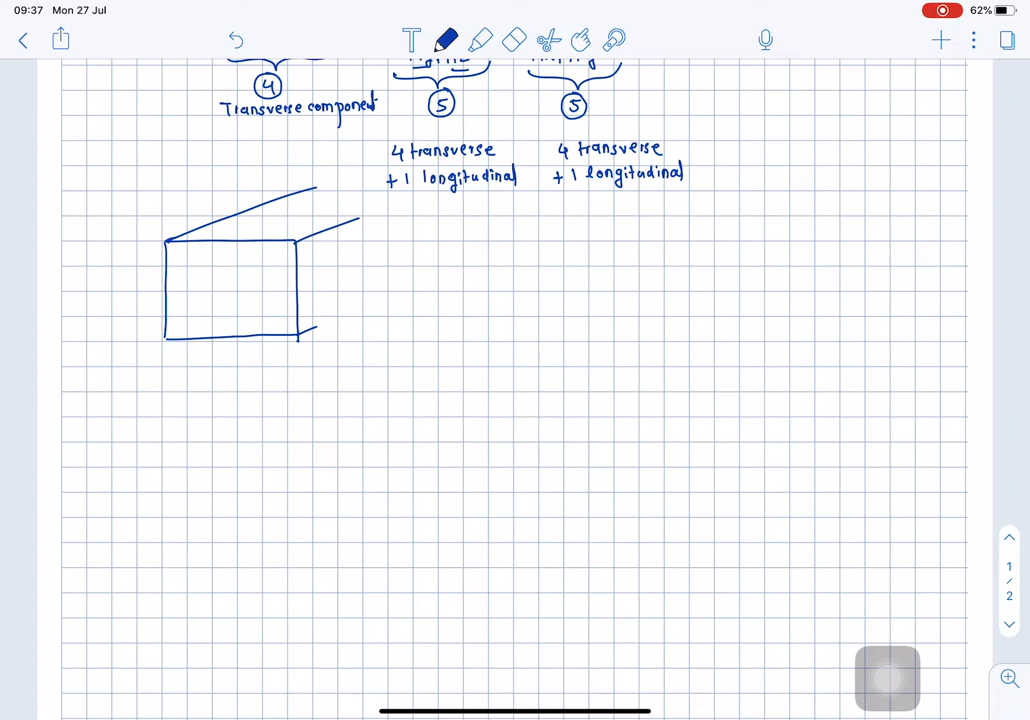 09:37 Mon 27 Jul
62%
T
4
Transverse component
5
5
4 transverse
+ 1 longitudinal
4 transverse
+ 1 longitudinal
1
/
2